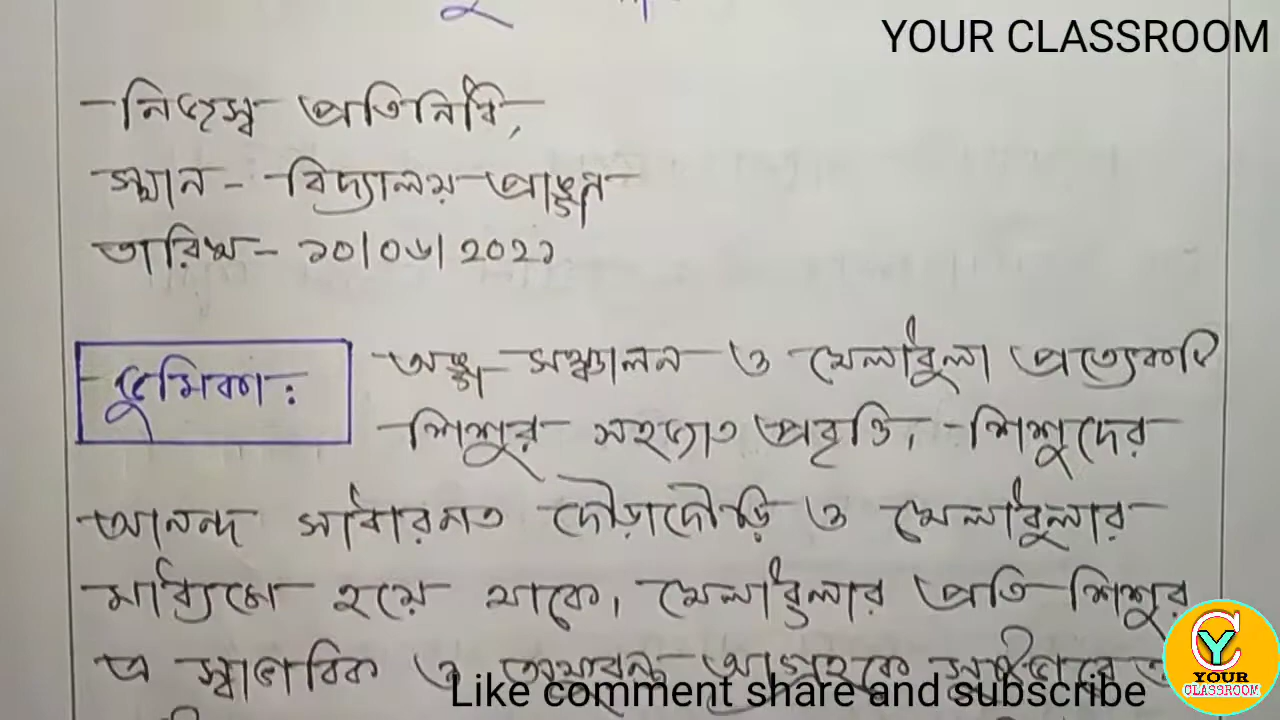 YOUR CLASSROOM
নিজস্ব প্রতিনিধি,
স্থান - বিদ্যালয় প্রাঙ্গন
তারিখ - ১০/০৬/২০২১
ভূমিকা :
অঙ্গ সঞ্চালন ও খেলাধুলা প্রত্যেকটি
শিশুর সহজাত প্রবৃত্তি, শিশুদের
আনন্দ সাধারনত দৌড়াদৌড়ি ও খেলাধুলার
মাধ্যমে হয়ে থাকে, খেলাধুলার প্রতি শিশুর
এ স্বাভাবিক ও
Like comment share and subscribe
YOUR
CLASSROOM